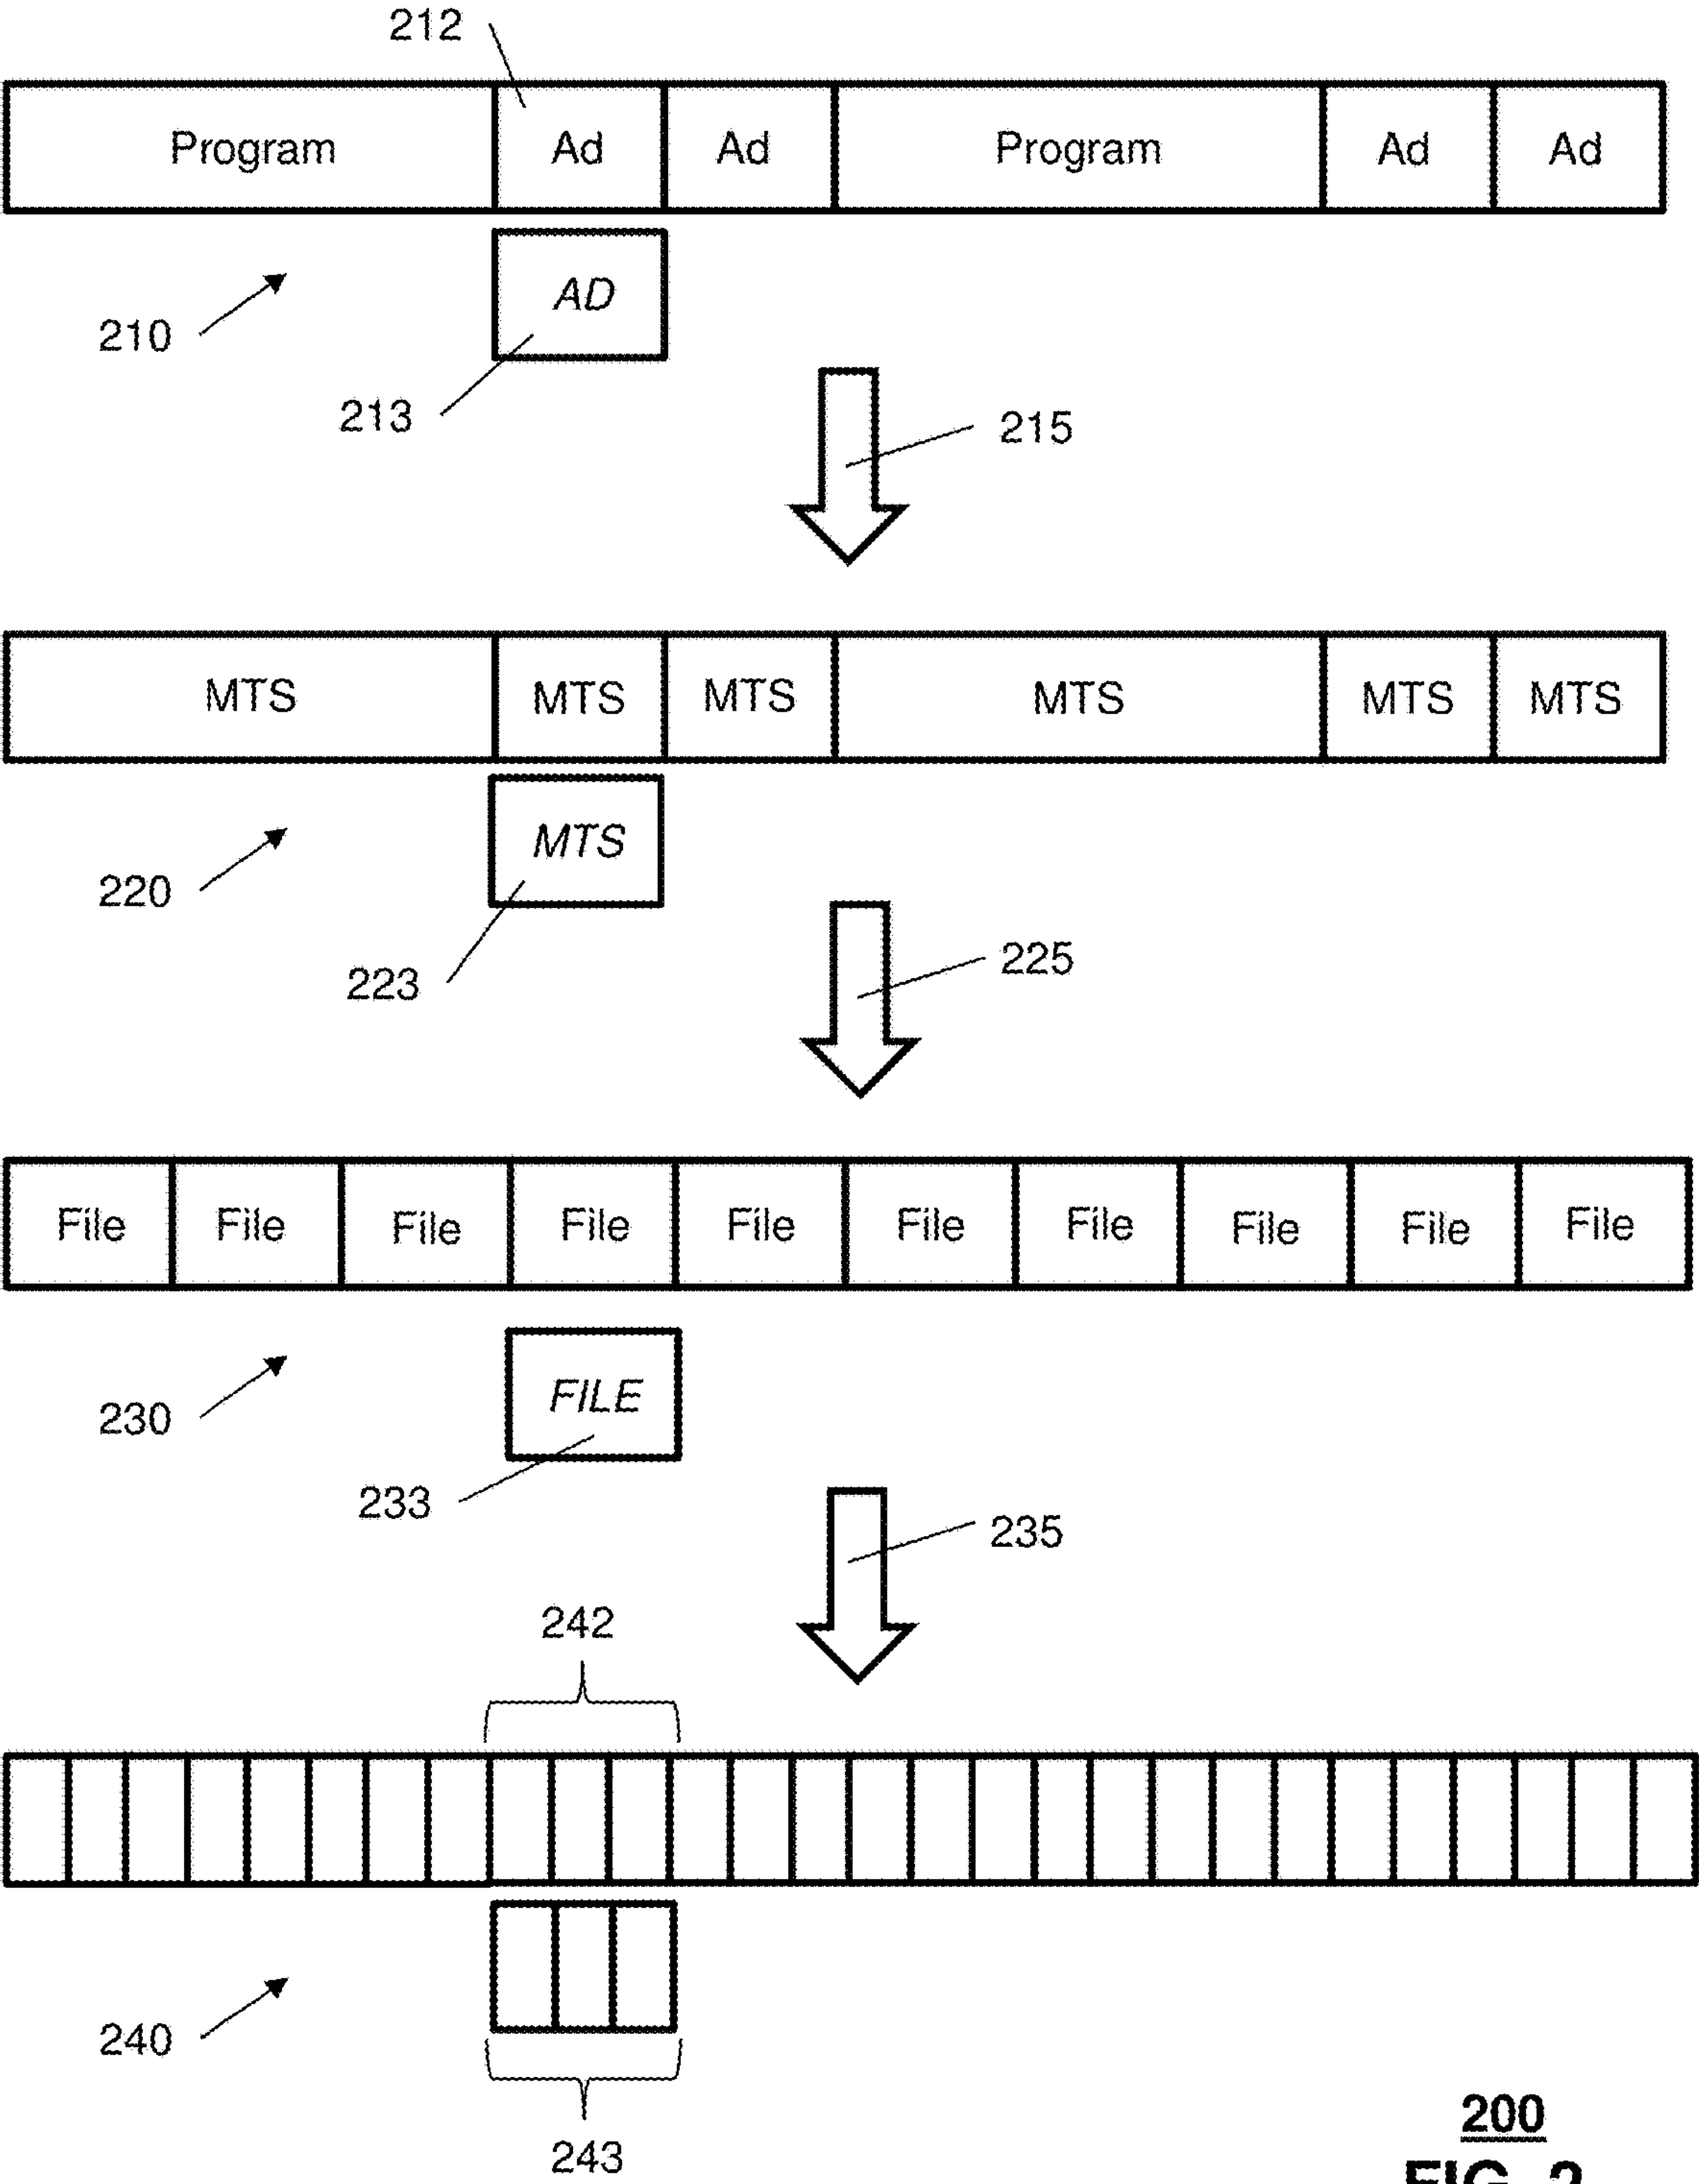 212
Program Ad Ad Program Ad Ad
AD
210
213
215
MTS MTS MTS MTS MTS MTS
MTS
220
223
225
File File File File File File File File File File
FILE
230
233
235
242
240
243
200
FIG. 2